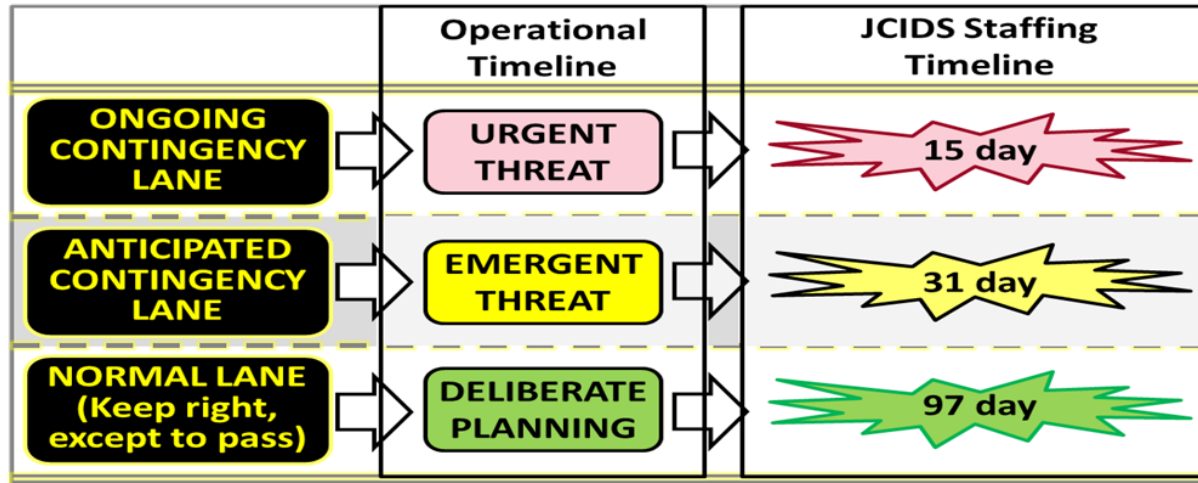 Operational
Timeline
JCIDS Staffing
Timeline
ONGOING
CONTINGENCY
LANE
URGENT
THREAT
15 day
ANTICIPATED
CONTINGENCY
LANE
EMERGENT
THREAT
31 day
NORMAL LANE
(Keep right,
except to pass)
DELIBERATE
PLANNING
97 day